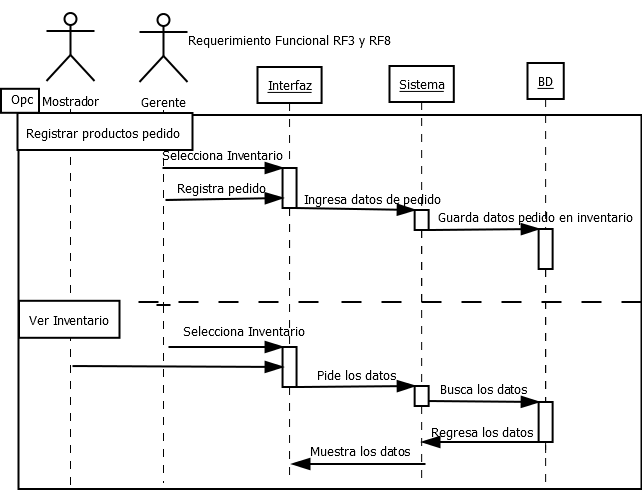 Requerimiento Funcional RF3 y RF8
Interfaz
Sistema
BD
Opc
Mostrador
Gerente
Registrar productos pedido
Selecciona Inventario
Registra pedido
Ingresa datos de pedido
Guarda datos pedido en inventario
Ver Inventario
Selecciona Inventario
Pide los datos
Busca los datos
Regresa los datos
Muestra los datos